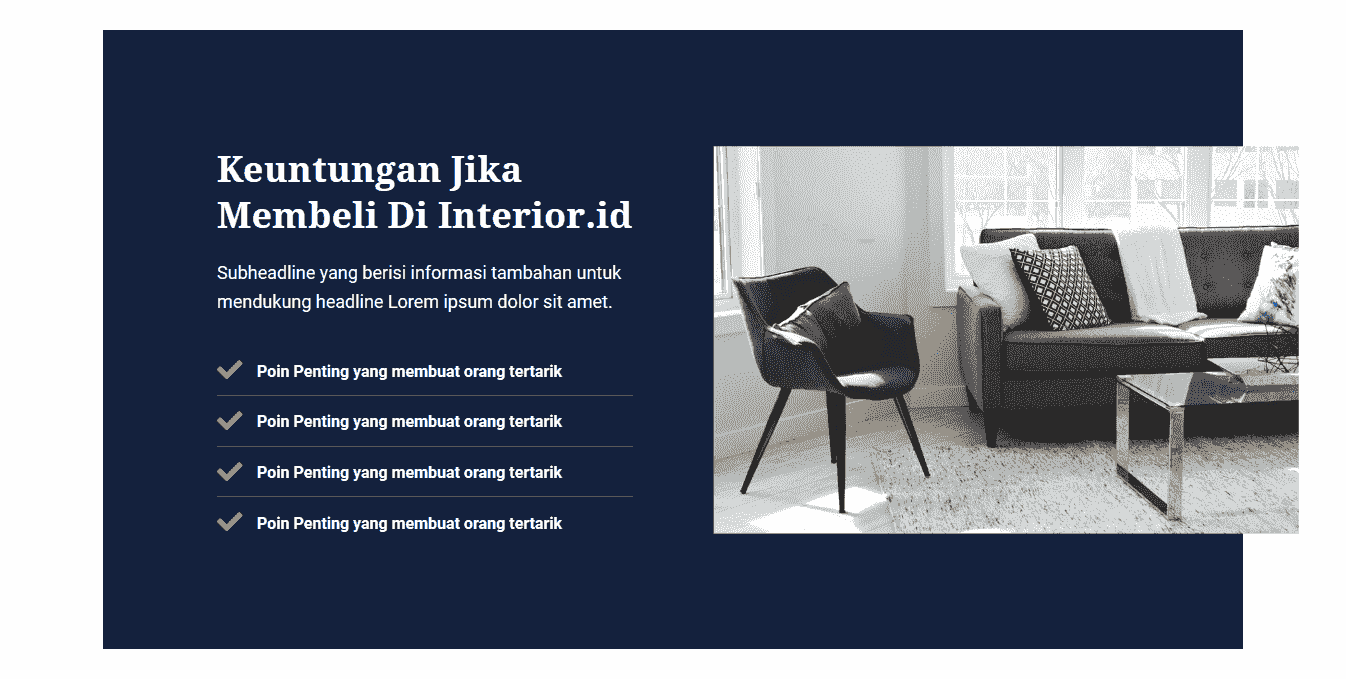 Keuntungan Jika
Membeli Di Interior.id
Subheadline yang berisi informasi tambahan untuk
mendukung headline Lorem ipsum dolor sit amet.
Poin Penting yang membuat orang tertarik
Poin Penting yang membuat orang tertarik
Poin Penting yang membuat orang tertarik
Poin Penting yang membuat orang tertarik